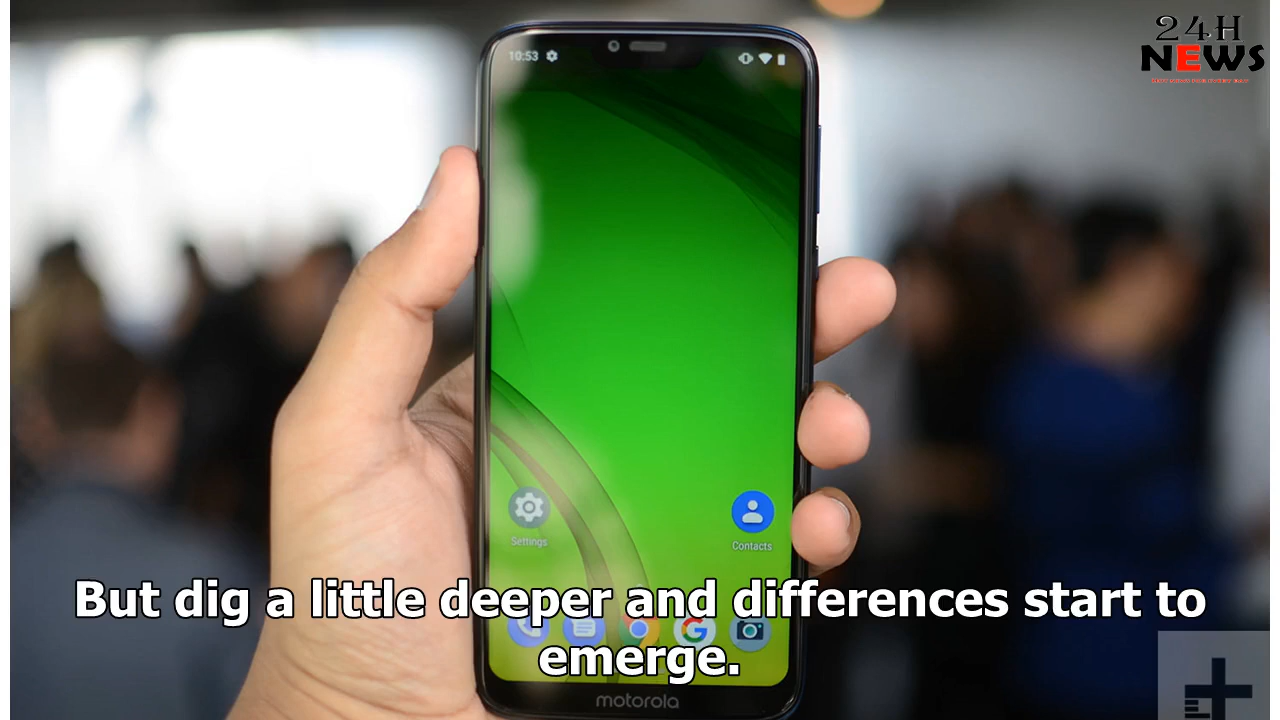 24H
NEWS
10:53
Settings
Contacts
But dig a little deeper and differences start to
emerge.
motorola